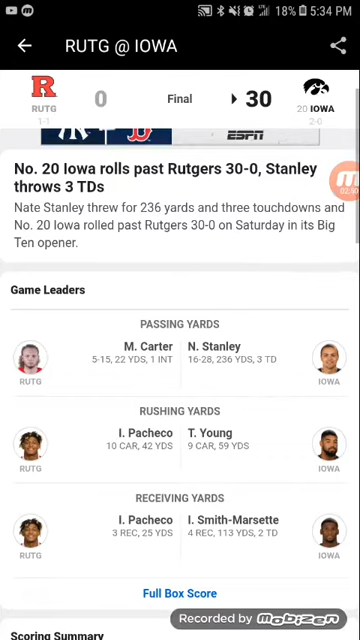 18% 5:34 PM
RUTG @ IOWA
R
RUTG
1-1
0
Final
30
20 IOWA
2-0
ESPN
No. 20 Iowa rolls past Rutgers 30-0, Stanley
throws 3 TDs
Nate Stanley threw for 236 yards and three touchdowns and
No. 20 Iowa rolled past Rutgers 30-0 on Saturday in its Big
Ten opener.
Game Leaders
PASSING YARDS
M. Carter
5-15, 22 YDS, 1 INT
N. Stanley
16-28, 236 YDS, 3 TD
RUTG
IOWA
RUSHING YARDS
I. Pacheco
10 CAR, 42 YDS
T. Young
9 CAR, 59 YDS
RUTG
IOWA
RECEIVING YARDS
I. Pacheco
3 REC, 25 YDS
I. Smith-Marsette
4 REC, 113 YDS, 2 TD
RUTG
IOWA
Full Box Score
Recorded by Mobizen
Scoring Summary